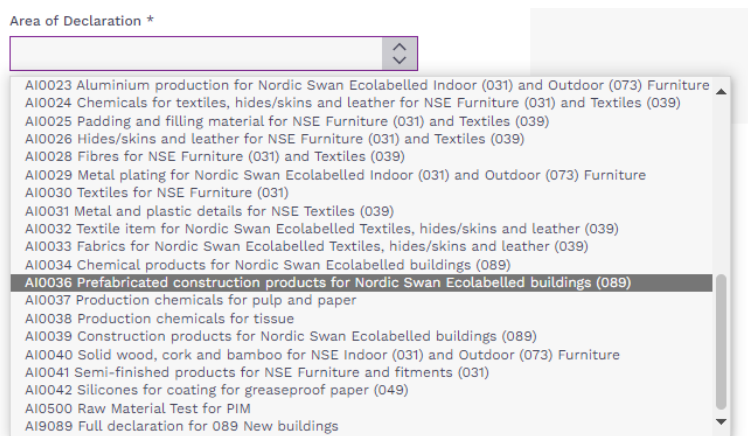 Area of Declaration *
AI0023 Aluminium production for Nordic Swan Ecolabelled Indoor (031) and Outdoor (073) Furniture
AI0024 Chemicals for textiles, hides/skins and leather for NSE Furniture (031) and Textiles (039)
AI0025 Padding and filling material for NSE Furniture (031) and Textiles (039)
AI0026 Hides/skins and leather for NSE Furniture (031) and Textiles (039)
AI0028 Fibres for NSE Furniture (031) and Textiles (039)
AI0029 Metal plating for Nordic Swan Ecolabelled Indoor (031) and Outdoor (073) Furniture
AI0030 Textiles for NSE Furniture (031)
AI0031 Metal and plastic details for NSE Textiles (039)
AI0032 Textile item for Nordic Swan Ecolabelled Textiles, hides/skins and leather (039)
AI0033 Fabrics for Nordic Swan Ecolabelled Textiles, hides/skins and leather (039)
AI0034 Chemical products for Nordic Swan Ecolabelled buildings (089)
AI0036 Prefabricated construction products for Nordic Swan Ecolabelled buildings (089)
AI0037 Production chemicals for pulp and paper
AI0038 Production chemicals for tissue
AI0039 Construction products for Nordic Swan Ecolabelled buildings (089)
AI0040 Solid wood, cork and bamboo for NSE Indoor (031) and Outdoor (073) Furniture
AI0041 Semi-finished products for NSE Furniture and fitments (031)
AI0042 Silicones for coating for greaseproof paper (049)
AI0500 Raw Material Test for PIM
AI9089 Full declaration for 089 New buildings